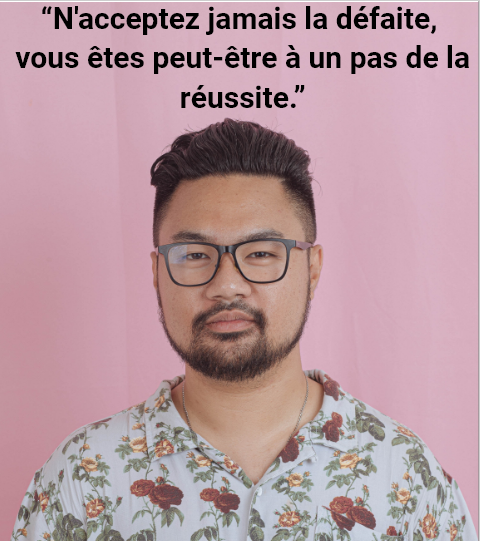 “N'acceptez jamais la défaite,
vous êtes peut-être à un pas de la
réussite.”